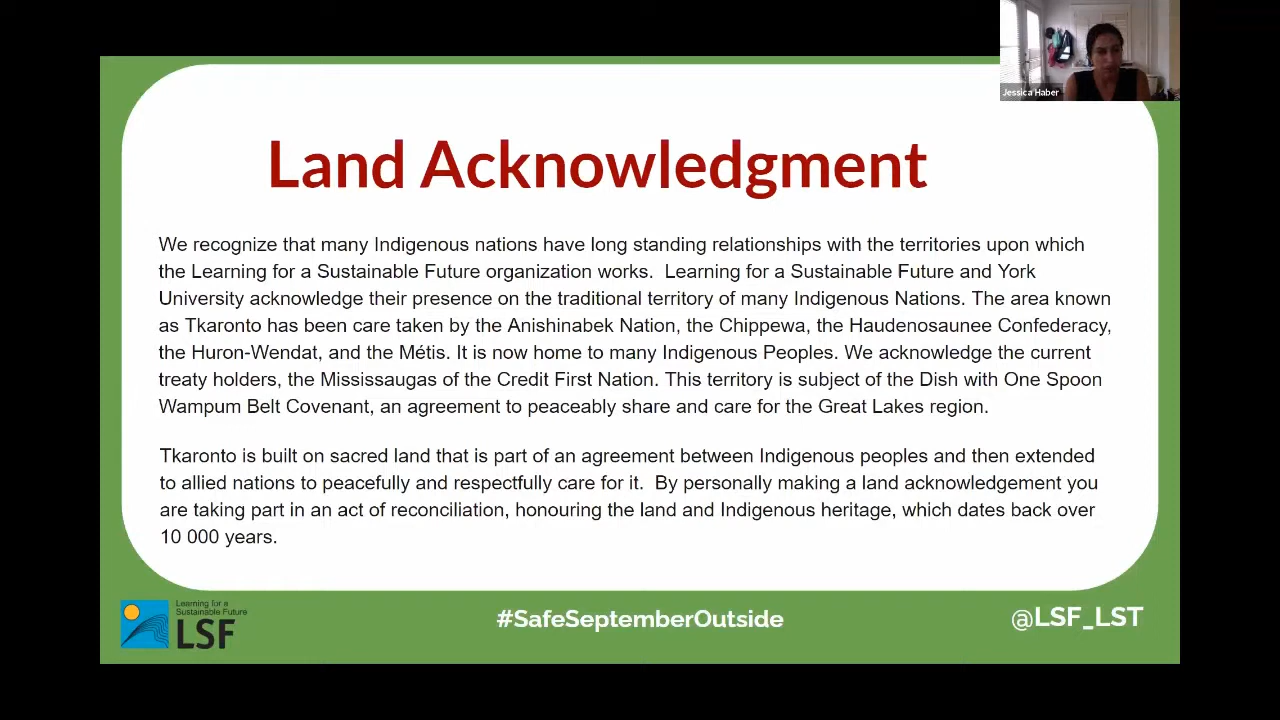 Jessica Haber
Land Acknowledgment
We recognize that many Indigenous nations have long standing relationships with the territories upon which
the Learning for a Sustainable Future organization works.  Learning for a Sustainable Future and York
University acknowledge their presence on the traditional territory of many Indigenous Nations. The area known
as Tkaronto has been care taken by the Anishinabek Nation, the Chippewa, the Haudenosaunee Confederacy,
the Huron-Wendat, and the Métis. It is now home to many Indigenous Peoples. We acknowledge the current
treaty holders, the Mississaugas of the Credit First Nation. This territory is subject of the Dish with One Spoon
Wampum Belt Covenant, an agreement to peaceably share and care for the Great Lakes region.
Tkaronto is built on sacred land that is part of an agreement between Indigenous peoples and then extended
to allied nations to peacefully and respectfully care for it.  By personally making a land acknowledgement you
are taking part in an act of reconciliation, honouring the land and Indigenous heritage, which dates back over
10 000 years.
Learning for a
Sustainable Future
LSF
#SafeSeptemberOutside
@LSF_LST